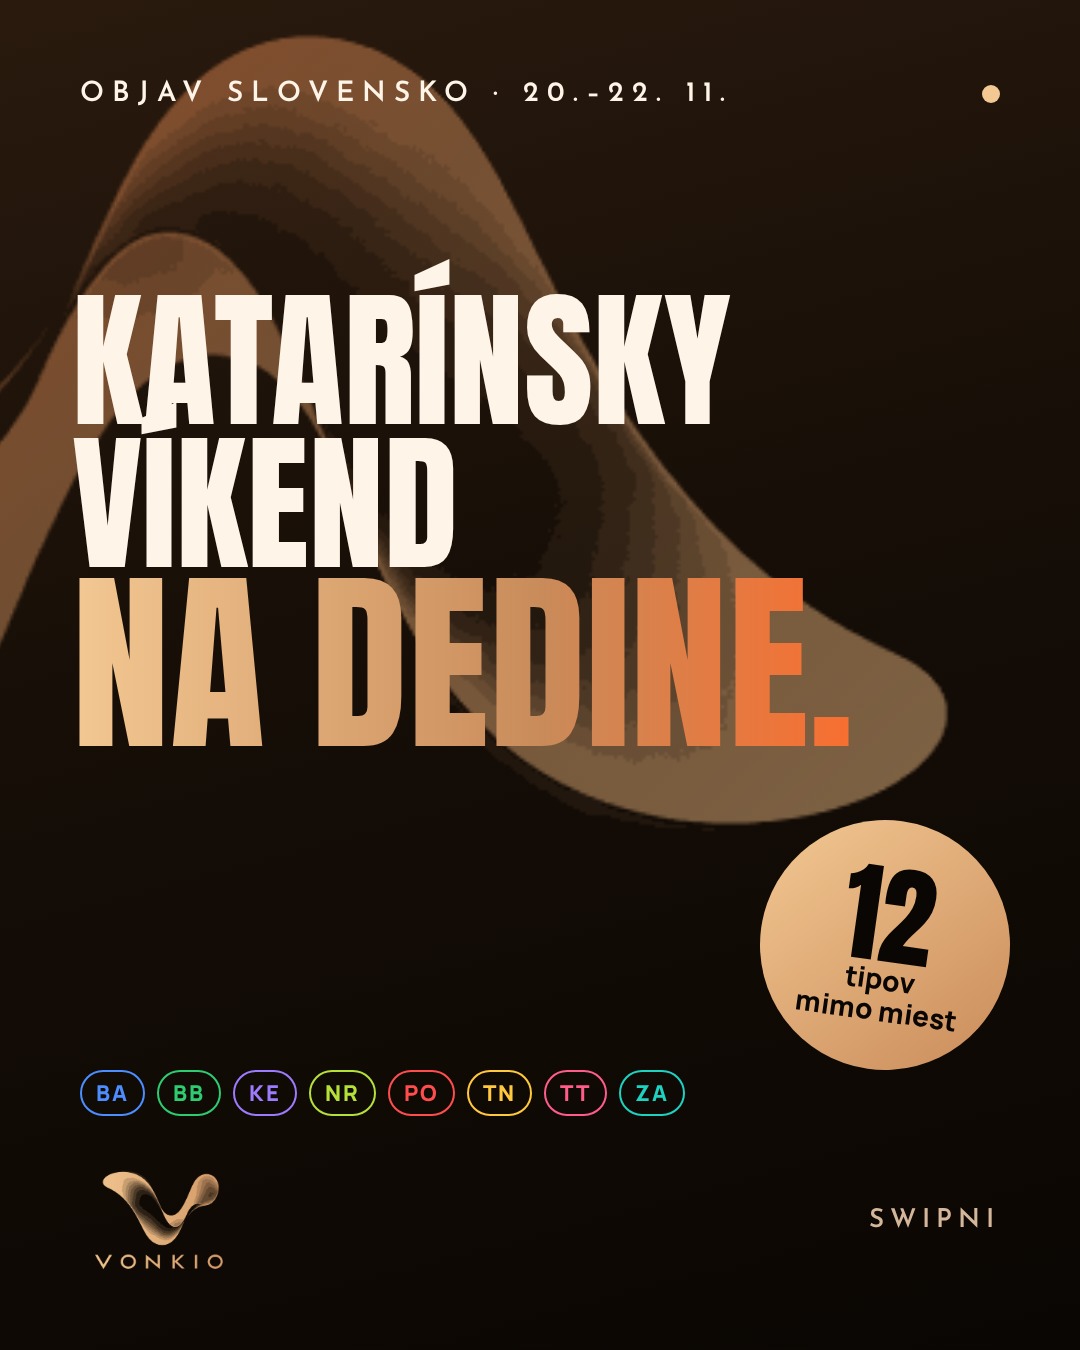 OBJAV SLOVENSKO · 20.–22. 11.
KATARÍNSKY
VÍKEND
NA DEDINE.
12
tipov
mimo miest
BA BB KE NR PO TN TT ZA
VONKIO
SWIPNI